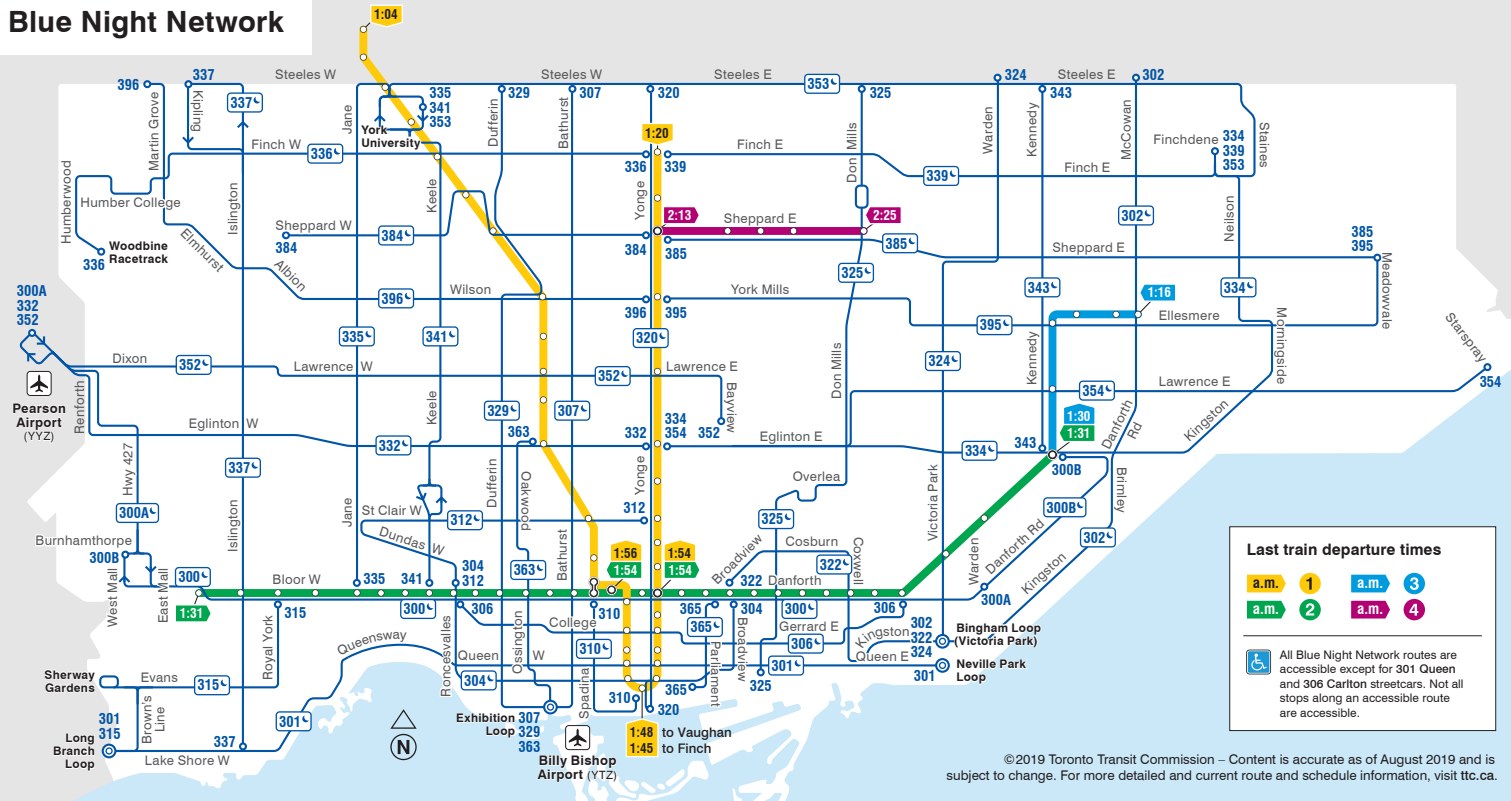 Blue Night Network
1:04
396
337
Steeles W
Steeles W
Steeles E
353
324
Steeles E
302
337
Kipling
Martin Grove
Jane
335
341
353
York
University
Dufferin
329
Bathurst
307
320
325
Warden
Kennedy
343
McCowan
Finchdene
334
339
353
Staines
1:20
Finch W
336
336
339
Finch E
Don Mills
339
Finch E
Humberwood
Humber College
Islington
Keele
Yonge
Neilson
302
Sheppard W
384
384
2:13
Sheppard E
2:25
384
385
385
Sheppard E
385
395
Meadowvale
Woodbine
Racetrack
336
Elmhurst
Albion
396
Wilson
396
395
York Mills
325
343
1:16
334
Ellesmere
395
Morningside
Starspray
354
300A
332
352
Pearson
Airport
(YYZ)
Renforth
Dixon
352
Lawrence W
335
341
320
352
Lawrence E
Bayview
352
Don Mills
324
Kennedy
354
Lawrence E
Keele
329
307
363
1:30
1:31
Danforth
Rd
Kingston
Eglinton W
332
332
334
354
Eglinton E
334
343
300B
Hwy 427
337
Dufferin
Oakwood
Yonge
Overlea
Victoria Park
Brimley
300A
Jane
St Clair W
312
312
325
300B
Islington
Dundas W
Bathurst
1:56
1:54
1:54
1:54
Broadview
Cosburn
322
Coxwell
Warden
Danforth Rd
302
Kingston
Burnhamthorpe
300B
300
West Mall
East Mall
1:31
Bloor W
335
341
304
312
363
322
Danforth
300A
315
300
306
310
365
304
300
306
Royal York
Roncesvalles
Ossington
College
310
365
Parliament
Broadview
Gerrard E
306
Kingston
302
322
324
Bingham Loop
(Victoria Park)
Queensway
Queen W
304
Spadina
301
Queen E
301
Neville Park
Loop
Sherway
Gardens
Evans
315
Brown's
Line
301
315
Long
Branch
Loop
337
301
Lake Shore W
N
Exhibition
Loop
307
329
363
310
320
365
325
Billy Bishop
Airport (YTZ)
1:48 to Vaughan
1:45 to Finch
Last train departure times
a.m. 1
a.m. 3
a.m. 2
a.m. 4
All Blue Night Network routes are
accessible except for 301 Queen
and 306 Carlton streetcars. Not all
stops along an accessible route
are accessible.
©2019 Toronto Transit Commission – Content is accurate as of August 2019 and is
subject to change. For more detailed and current route and schedule information, visit ttc.ca.